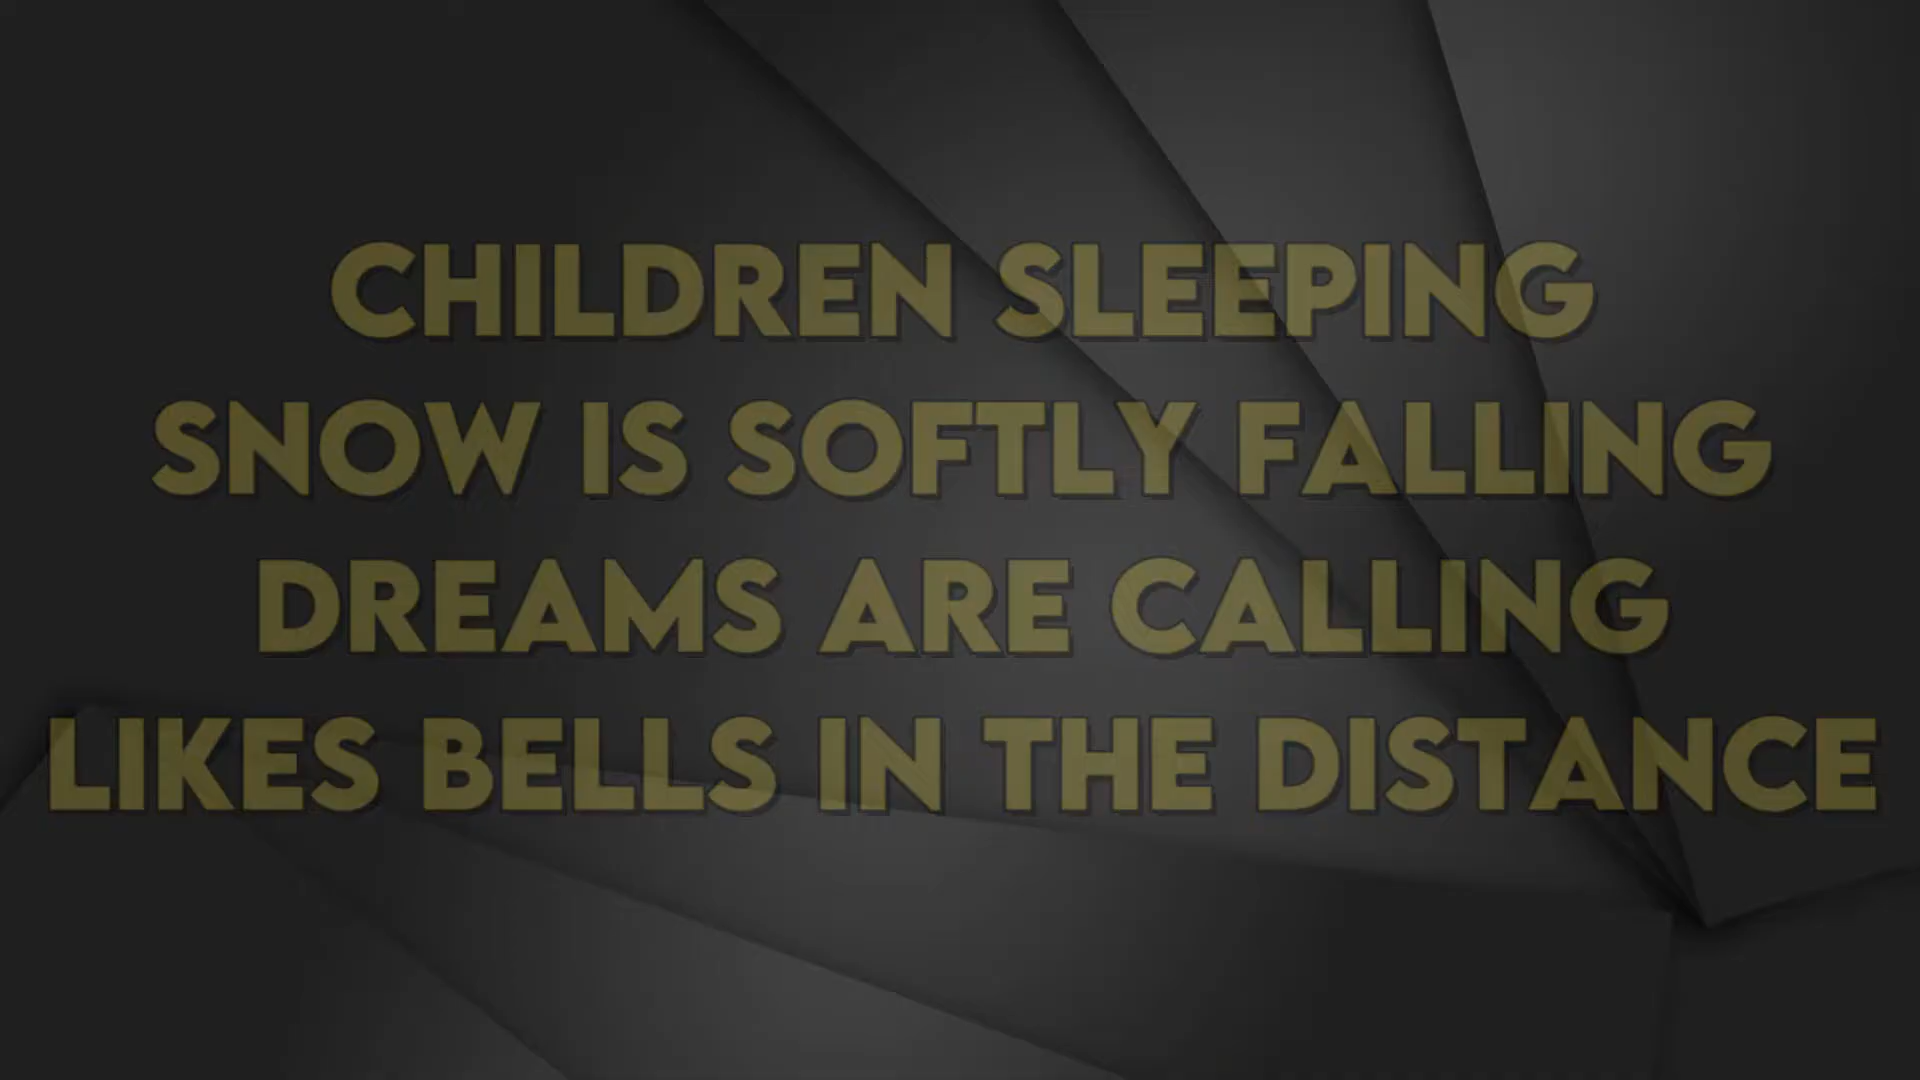 CHILDREN SLEEPING
SNOW IS SOFTLY FALLING
DREAMS ARE CALLING
LIKES BELLS IN THE DISTANCE